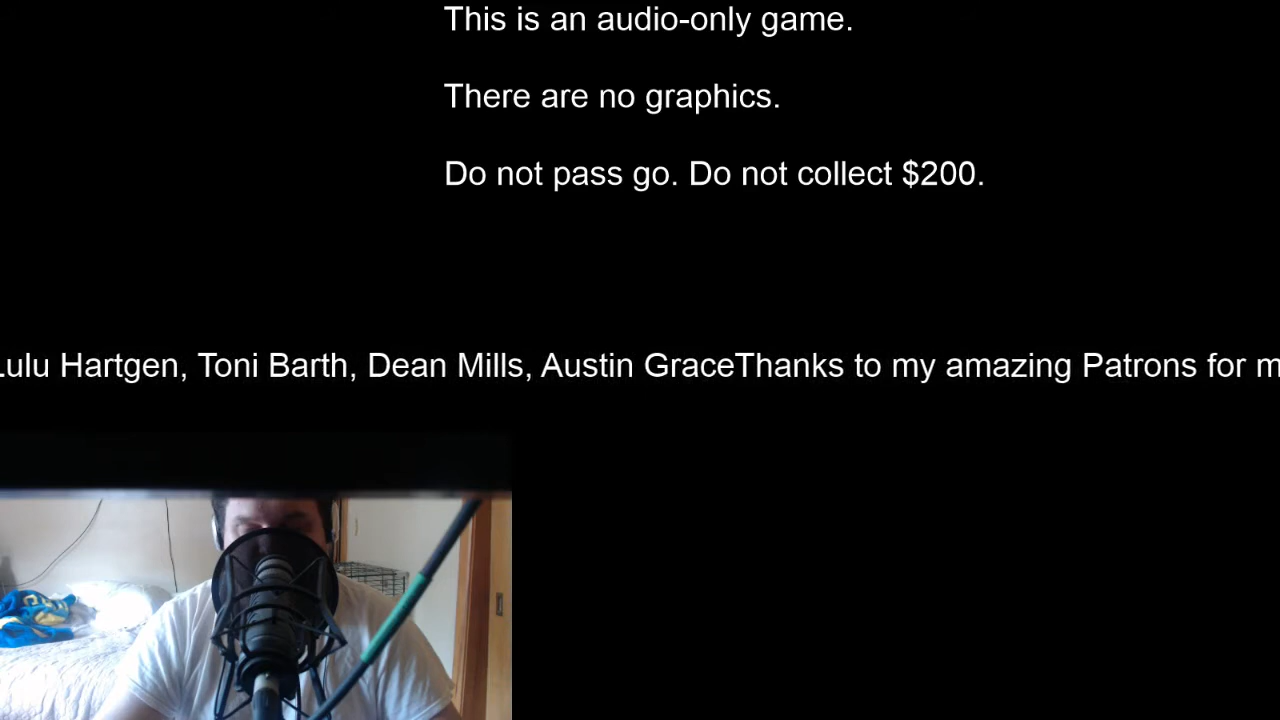 This is an audio-only game.
There are no graphics.
Do not pass go. Do not collect $200.
Lulu Hartgen, Toni Barth, Dean Mills, Austin GraceThanks to my amazing Patrons for m